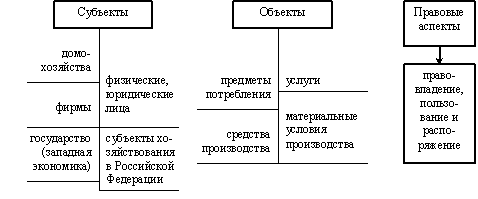 Субъекты
домо-
хозяйства
фирмы
государство
(западная
экономика)
физические,
юридические
лица
субъекты хо-
зяйствования
в Российской
Федерации
Объекты
предметы
потребления
средства
производства
услуги
материальные
условия
производства
Правовые
аспекты
право-
владение,
пользо-
вание и
распо-
ряжение